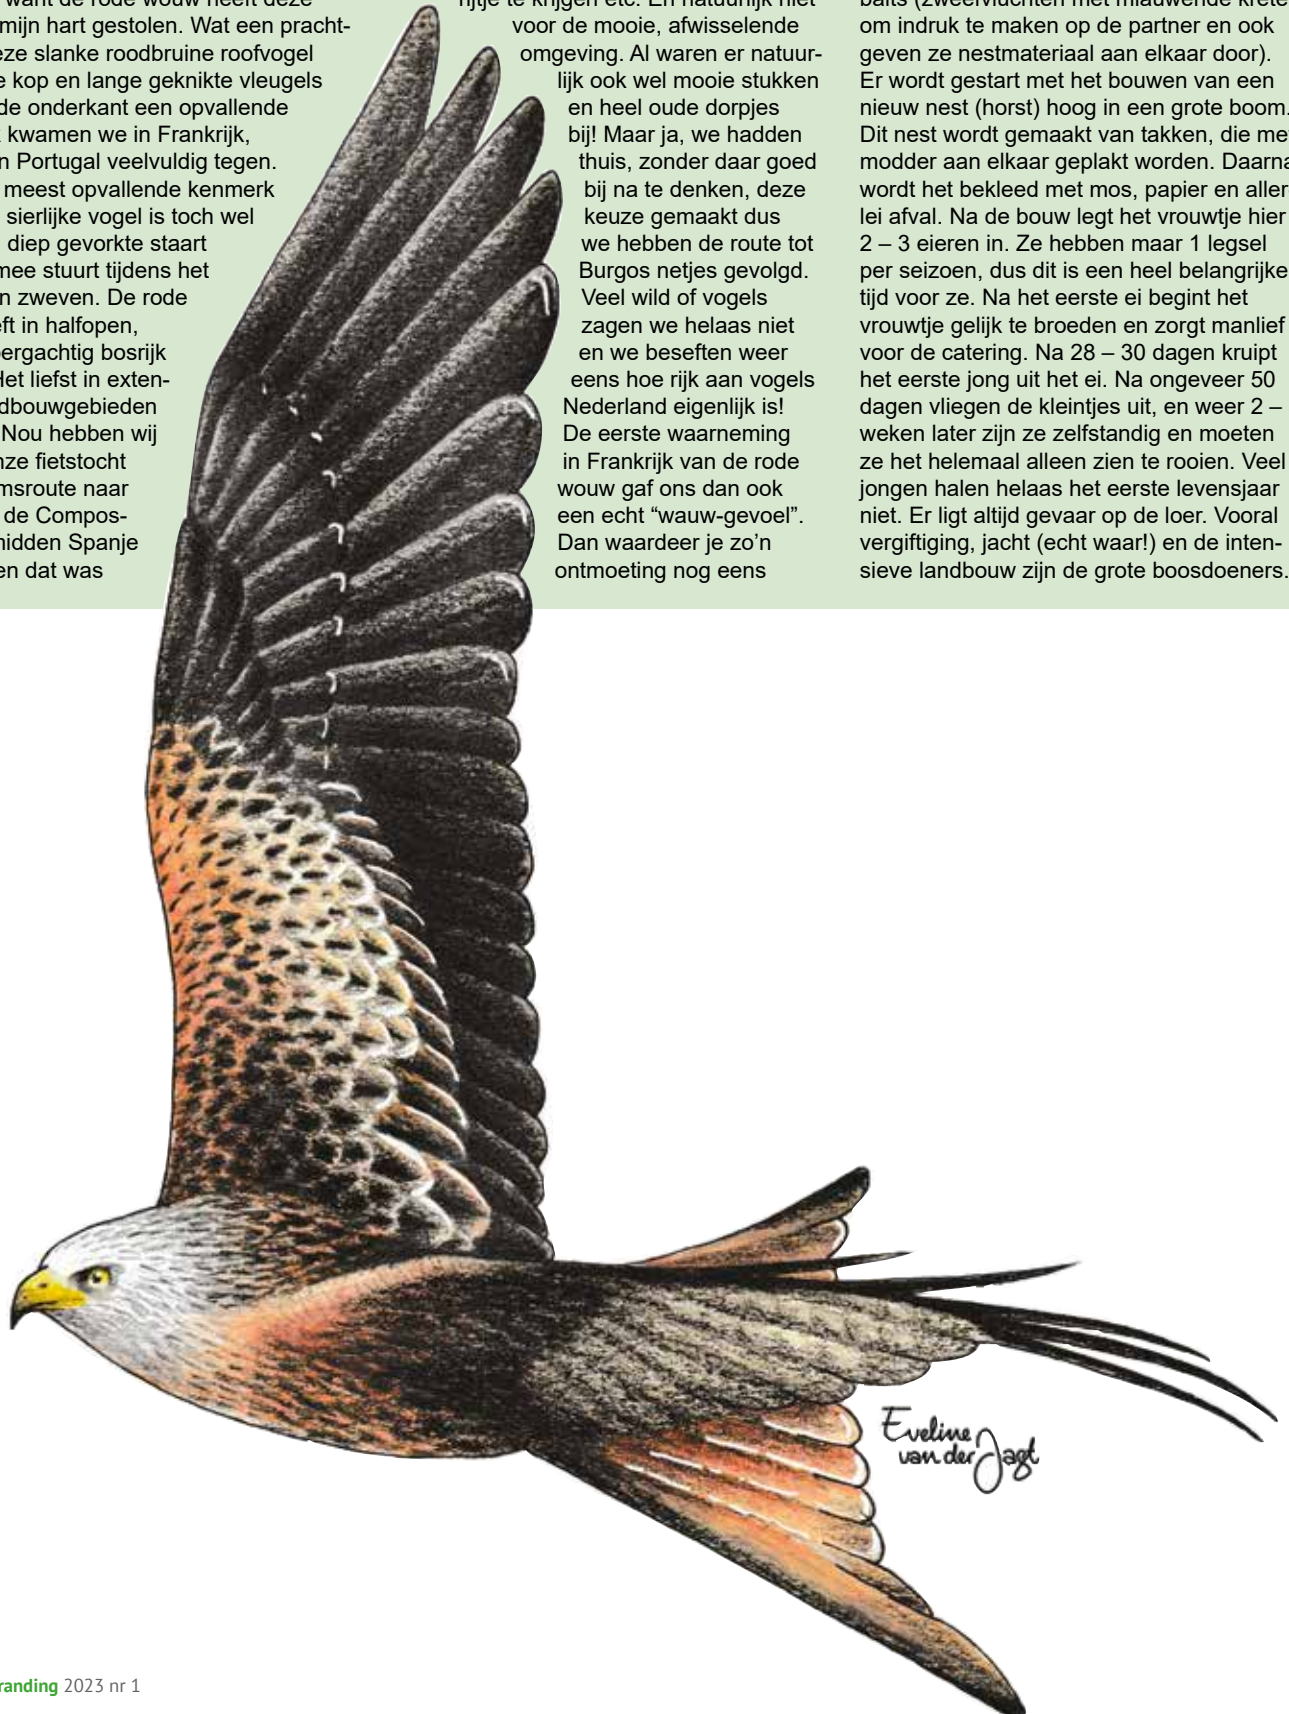 want de rode wouw heeft deze
mijn hart gestolen. Wat een pracht-
slanke roodbruine roofvogel
kop en lange geknikte vleugels
de onderkant een opvallende
kwamen we in Frankrijk,
Portugal veelvuldig tegen.
meest opvallende kenmerk
sierlijke vogel is toch wel
diep gevorkte staart
mee stuurt tijdens het
zweven. De rode
in halfopen,
bosrijk
Het liefst in exten-
Nou hebben wij
fietstocht
naar
de Compos-
midden Spanje
dat was
rijtje te krijgen etc. En natuurlijk niet
voor de mooie, afwisselende
omgeving. Al waren er natuur-
lijk ook wel mooie stukken
en heel oude dorpjes
bij! Maar ja, we hadden
thuis, zonder daar goed
bij na te denken, deze
keuze gemaakt dus
we hebben de route tot
Burgos netjes gevolgd.
Veel wild of vogels
zagen we helaas niet
en we beseften weer
eens hoe rijk aan vogels
Nederland eigenlijk is!
De eerste waarneming
in Frankrijk van de rode
wouw gaf ons dan ook
een echt “wauw-gevoel”.
Dan waardeer je zo’n
ontmoeting nog eens
balts (zweefvluchten met miauwende krete
om indruk te maken op de partner en ook
geven ze nestmateriaal aan elkaar door).
Er wordt gestart met het bouwen van een
nieuw nest (horst) hoog in een grote boom.
Dit nest wordt gemaakt van takken, die me
modder aan elkaar geplakt worden. Daarna
wordt het bekleed met mos, papier en aller
lei afval. Na de bouw legt het vrouwtje hier
2 – 3 eieren in. Ze hebben maar 1 legsel
per seizoen, dus dit is een heel belangrijke
tijd voor ze. Na het eerste ei begint het
vrouwtje gelijk te broeden en zorgt manlief
voor de catering. Na 28 – 30 dagen kruipt
het eerste jong uit het ei. Na ongeveer 50
dagen vliegen de kleintjes uit, en weer 2 –
weken later zijn ze zelfstandig en moeten
ze het helemaal alleen zien te rooien. Veel
jongen halen helaas het eerste levensjaar
niet. Er ligt altijd gevaar op de loer. Vooral
vergiftiging, jacht (echt waar!) en de inten-
sieve landbouw zijn de grote boosdoeners.
Eveline
van der Jagt
randing 2023 nr 1